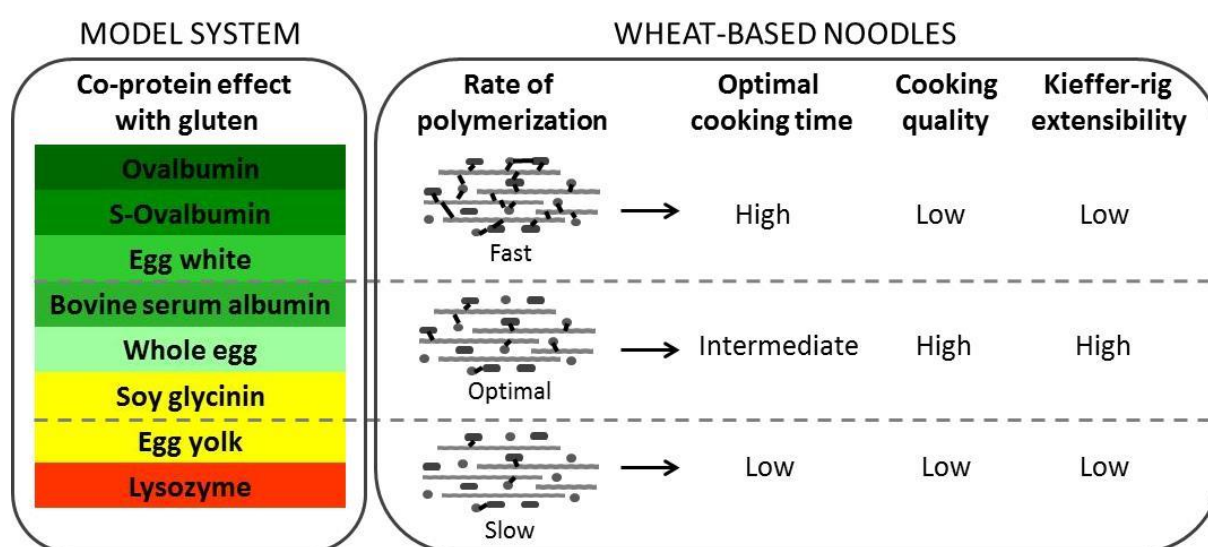 MODEL SYSTEM
WHEAT-BASED NOODLES
Co-protein effect
with gluten
Ovalbumin
S-Ovalbumin
Egg white
Bovine serum albumin
Whole egg
Soy glycinin
Egg yolk
Lysozyme
Rate of
polymerization
Optimal
cooking time
Cooking
quality
Kieffer-rig
extensibility
Fast
High
Low
Low
Optimal
Intermediate
High
High
Slow
Low
Low
Low